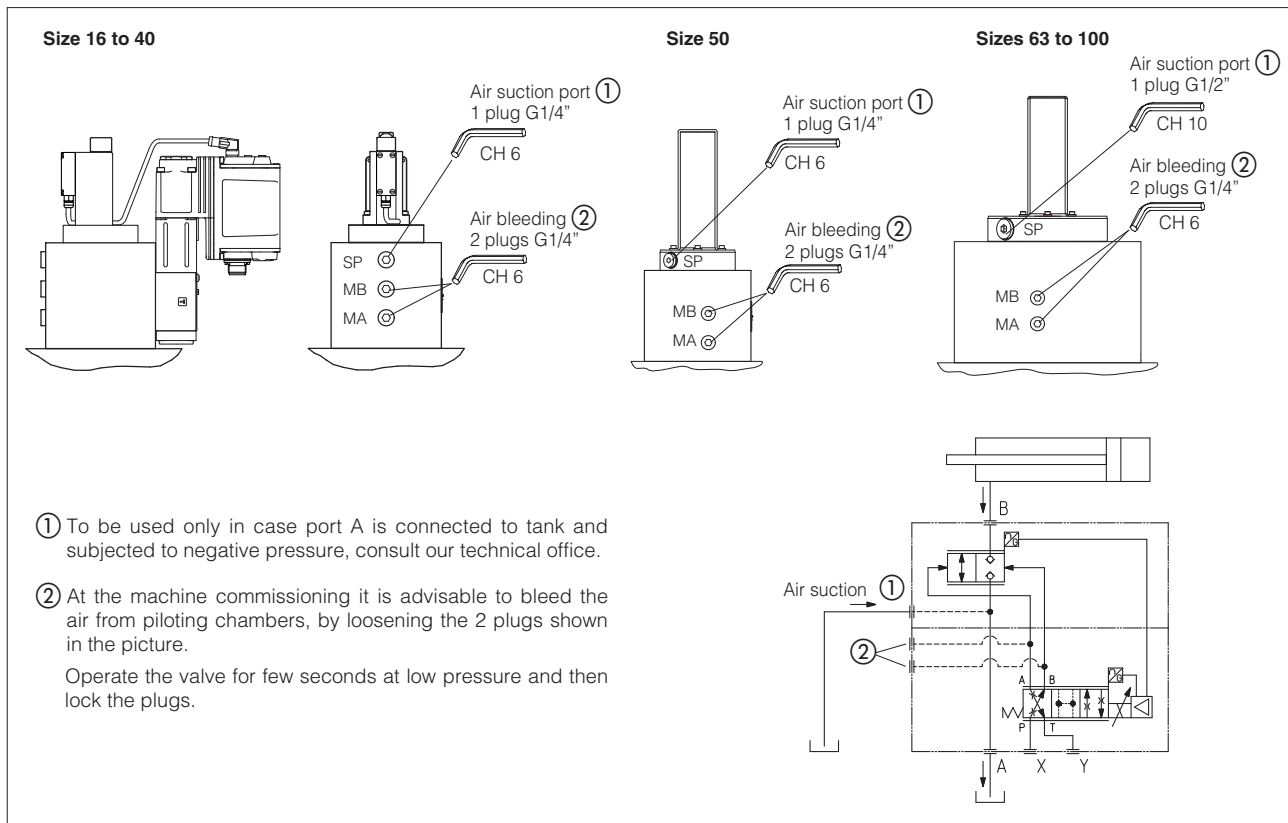 Size 16 to 40
Size 50
Sizes 63 to 100
Air suction port ①
1 plug G1/4”
CH 6
Air bleeding ②
2 plugs G1/4”
CH 6
SP
MB
MA
Air suction port ①
1 plug G1/4”
CH 6
Air bleeding ②
2 plugs G1/4”
CH 6
SP
MB
MA
Air suction port ①
1 plug G1/2”
CH 10
Air bleeding ②
2 plugs G1/4”
CH 6
SP
MB
MA
① To be used only in case port A is connected to tank and
subjected to negative pressure, consult our technical office.
② At the machine commissioning it is advisable to bleed the
air from piloting chambers, by loosening the 2 plugs shown
in the picture.
Operate the valve for few seconds at low pressure and then
lock the plugs.
B
Air suction ①
②
A B
P T
A X Y